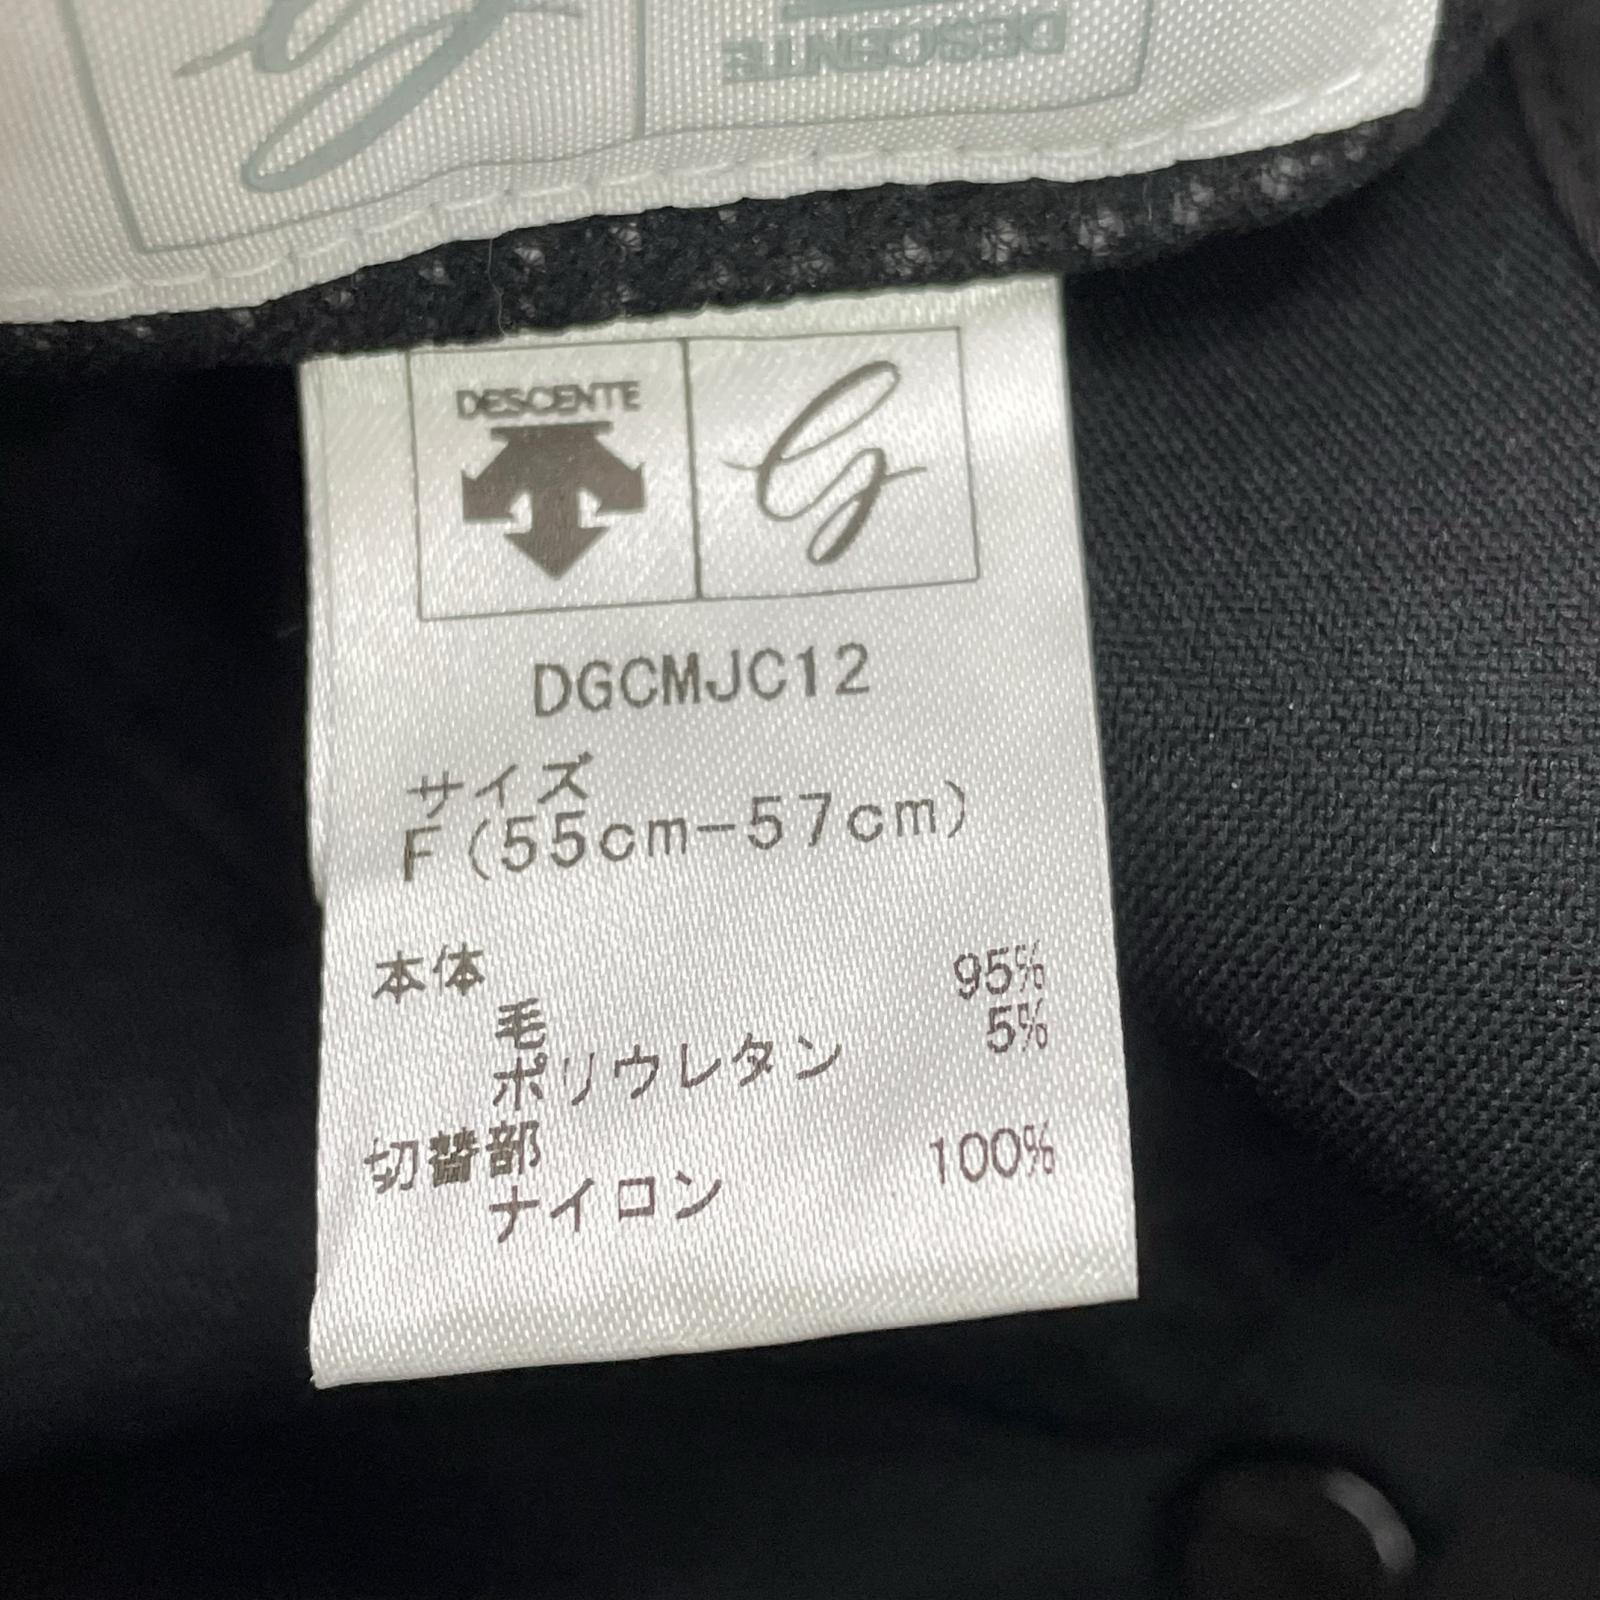 DESCENTE
DESCENTE
G
DGCMJC12
サイズ
F(55cm-57cm)
本体
毛 95%
ポリウレタン 5%
切替部
ナイロン 100%